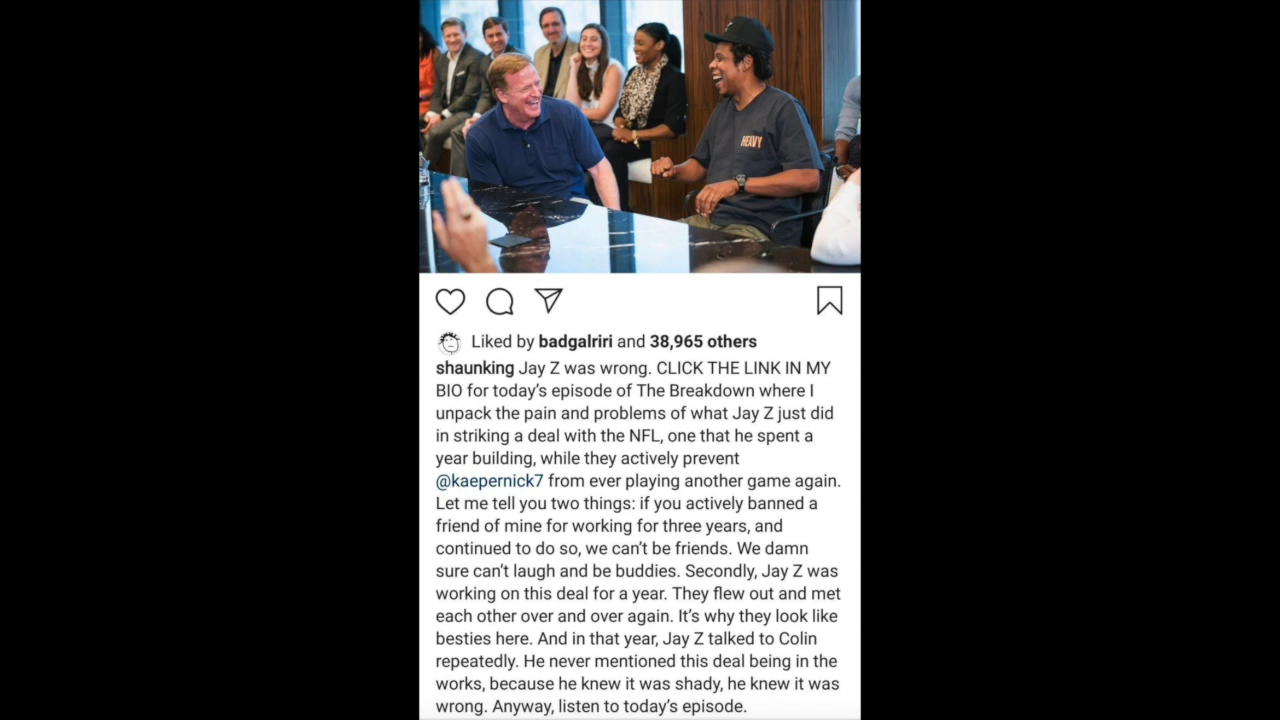 HEAVY
Liked by badgalriri and 38,965 others
shaunking Jay Z was wrong. CLICK THE LINK IN MY
BIO for today’s episode of The Breakdown where I
unpack the pain and problems of what Jay Z just did
in striking a deal with the NFL, one that he spent a
year building, while they actively prevent
@kaepernick7 from ever playing another game again.
Let me tell you two things: if you actively banned a
friend of mine for working for three years, and
continued to do so, we can’t be friends. We damn
sure can’t laugh and be buddies. Secondly, Jay Z was
working on this deal for a year. They flew out and met
each other over and over again. It’s why they look like
besties here. And in that year, Jay Z talked to Colin
repeatedly. He never mentioned this deal being in the
works, because he knew it was shady, he knew it was
wrong. Anyway, listen to today’s episode.